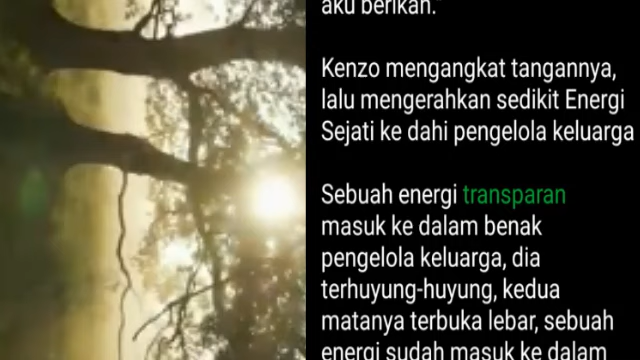 aku berikan."
Kenzo mengangkat tangannya,
lalu mengerahkan sedikit Energi
Sejati ke dahi pengelola keluarga
Sebuah energi transparan
masuk ke dalam benak
pengelola keluarga, dia
terhuyung-huyung, kedua
matanya terbuka lebar, sebuah
energi sudah masuk ke dalam